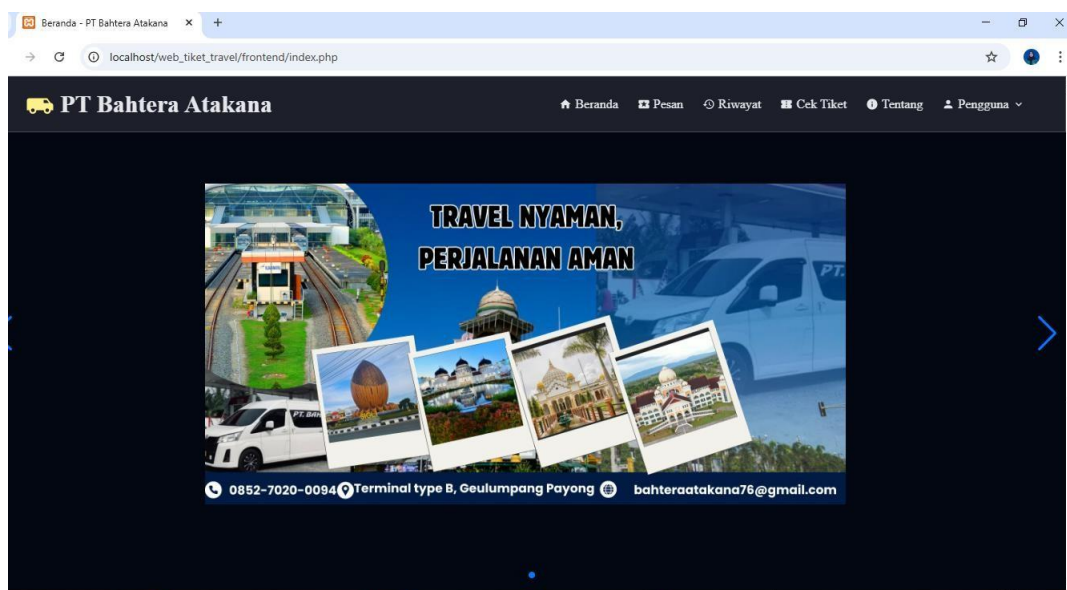 Beranda - PT Bahtera Atakana
localhost/web_tiket_travel/frontend/index.php
PT Bahtera Atakana
Beranda Pesan Riwayat Cek Tiket Tentang Pengguna
TRAVEL NYAMAN,
PERJALANAN AMAN
PT.
PT. BAH
0852-7020-0094 Terminal type B, Geulumpang Payong bahteraatakana76@gmail.com